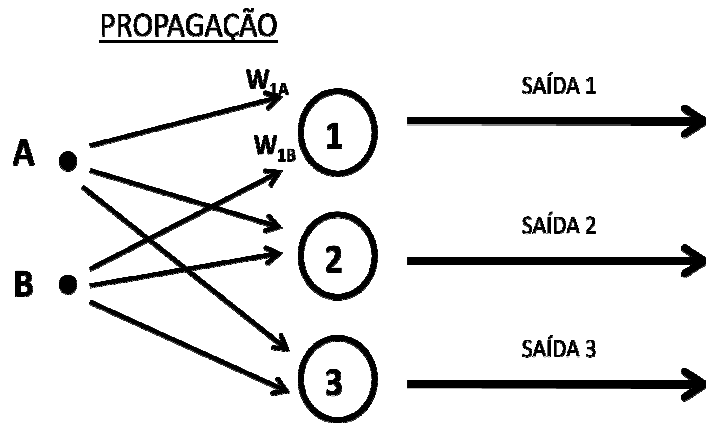 PROPAGAÇÃO
W1A
SAÍDA 1
1
A
W1B
SAÍDA 2
2
B
SAÍDA 3
3